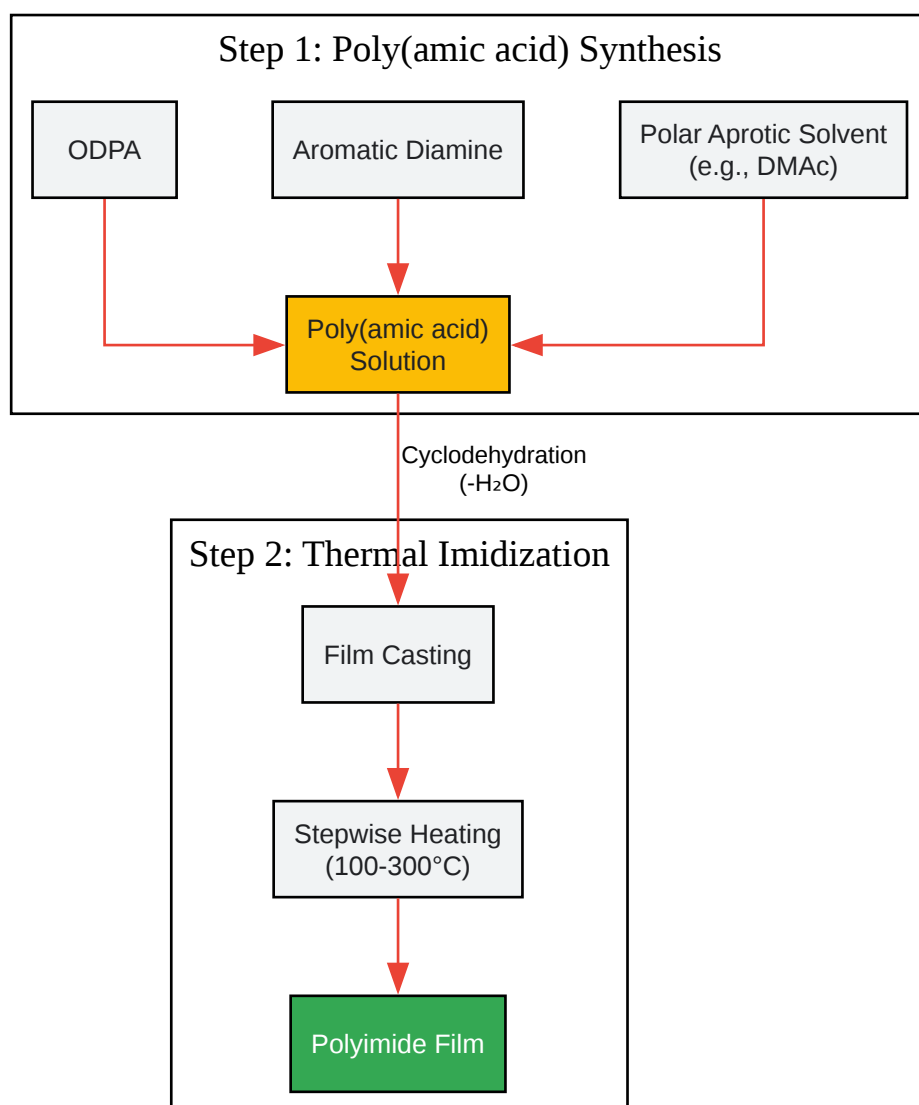 Step 1: Poly(amic acid) Synthesis
ODPA
Aromatic Diamine
Polar Aprotic Solvent
(e.g., DMAc)
Poly(amic acid)
Solution
Cyclodehydration
(-H₂O)
Step 2: Thermal Imidization
Film Casting
Stepwise Heating
(100-300°C)
Polyimide Film